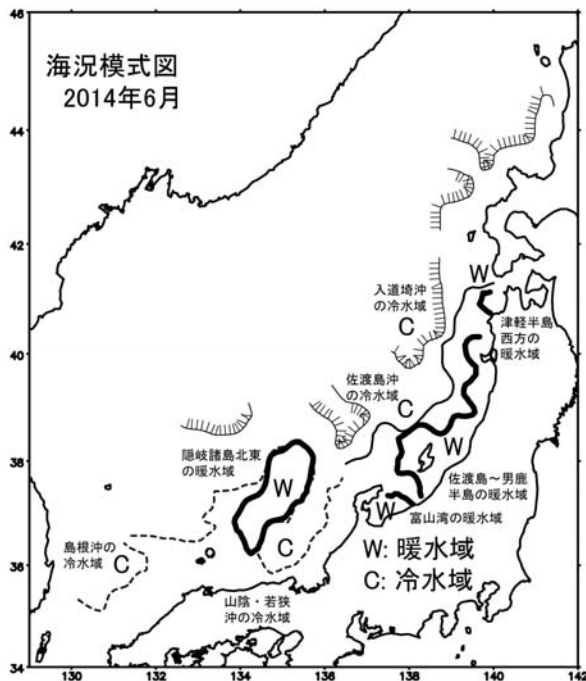 海況模式図
2014年6月
46
44
42
40
38
36
34
130
132
134
136
138
140
142
W
入道埼沖
の冷水域
C
津軽半島
西方の
暖水域
佐渡島沖
の冷水域
C
隠岐諸島北東
の暖水域
W
W
佐渡島～男鹿
半島の暖水域
W
富山湾の暖水域
島根沖の
冷水域
C
C
W: 暖水域
C: 冷水域
山陰・若狭
沖の冷水域